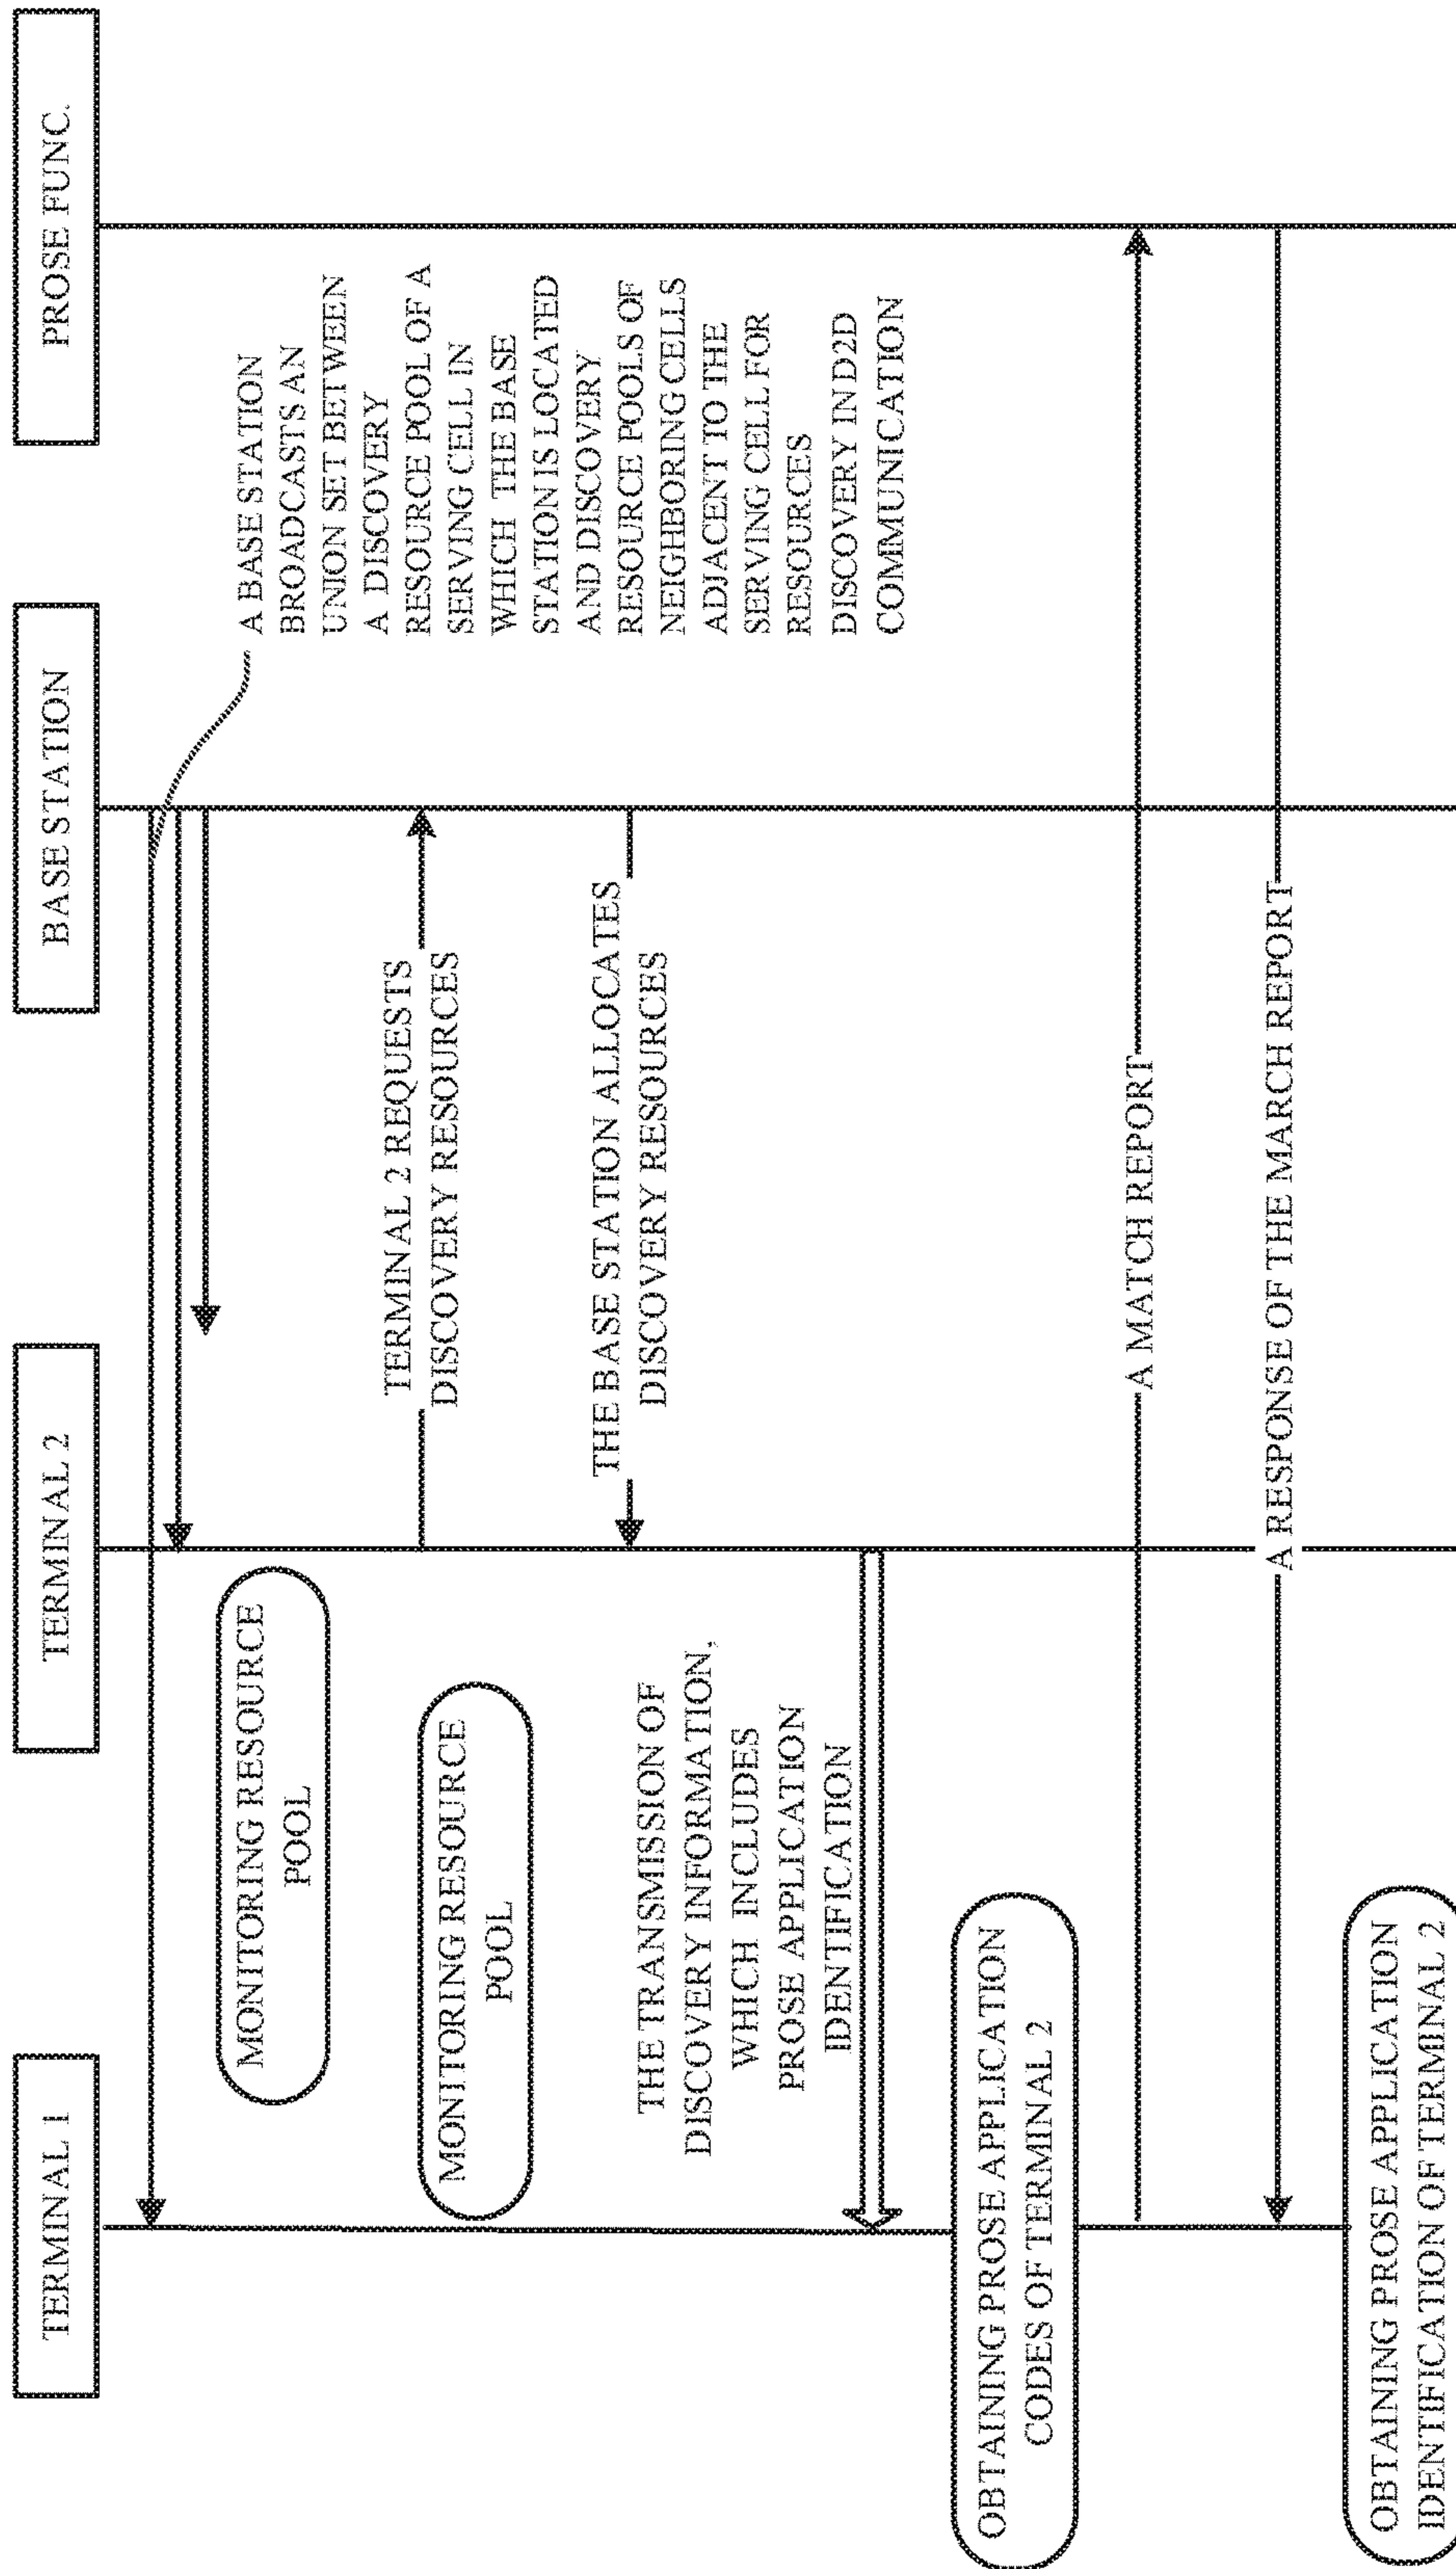 TERMINAL 1
TERMINAL 2
BASE STATION
PROSE FUNC.
A BASE STATION
BROADCASTS AN
UNION SET BETWEEN
A DISCOVERY
RESOURCE POOL OF A
SERVING CELL IN
WHICH THE BASE
STATION IS LOCATED
AND DISCOVERY
RESOURCE POOLS OF
NEIGHBORING CELLS
ADJACENT TO THE
SERVING CELL FOR
RESOURCES
DISCOVERY IN D2D
COMMUNICATION
MONITORING RESOURCE
POOL
TERMINAL 2 REQUESTS
DISCOVERY RESOURCES
MONITORING RESOURCE
POOL
THE BASE STATION ALLOCATES
DISCOVERY RESOURCES
THE TRANSMISSION OF
DISCOVERY INFORMATION,
WHICH INCLUDES
PROSE APPLICATION
IDENTIFICATION
OBTAINING PROSE APPLICATION
CODES OF TERMINAL 2
A MATCH REPORT
A RESPONSE OF THE MARCH REPORT
OBTAINING PROSE APPLICATION
IDENTIFICATION OF TERMINAL 2